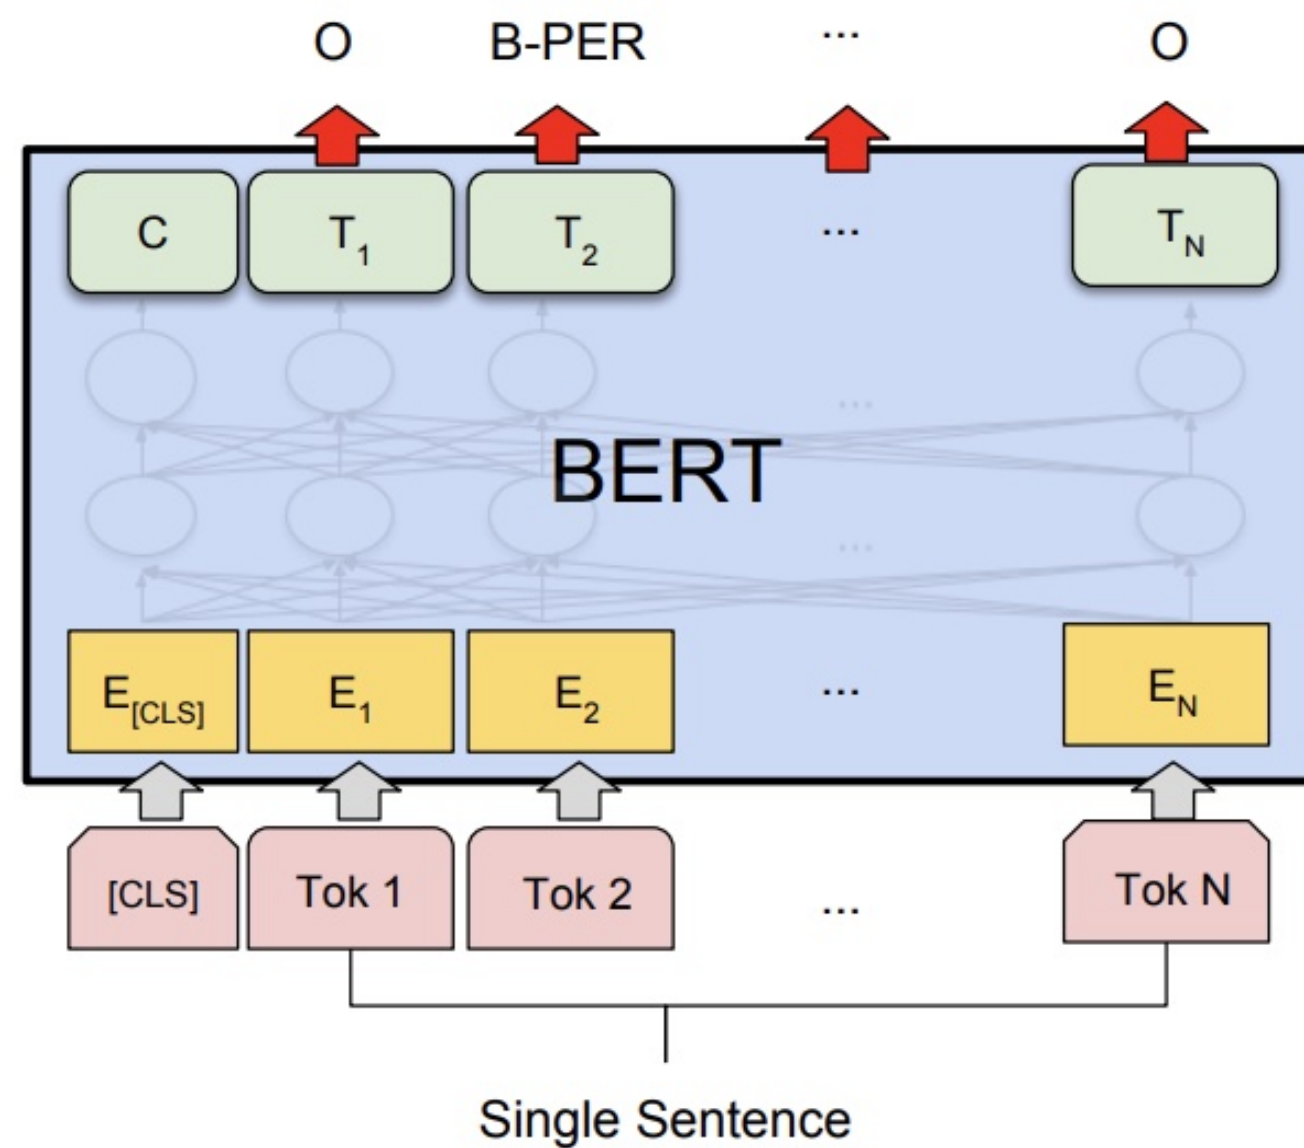 O B-PER ... O
C T1 T2 ... TN
...
BERT
...
E[CLS] E1 E2 ... EN
[CLS] Tok 1 Tok 2 ... Tok N
Single Sentence